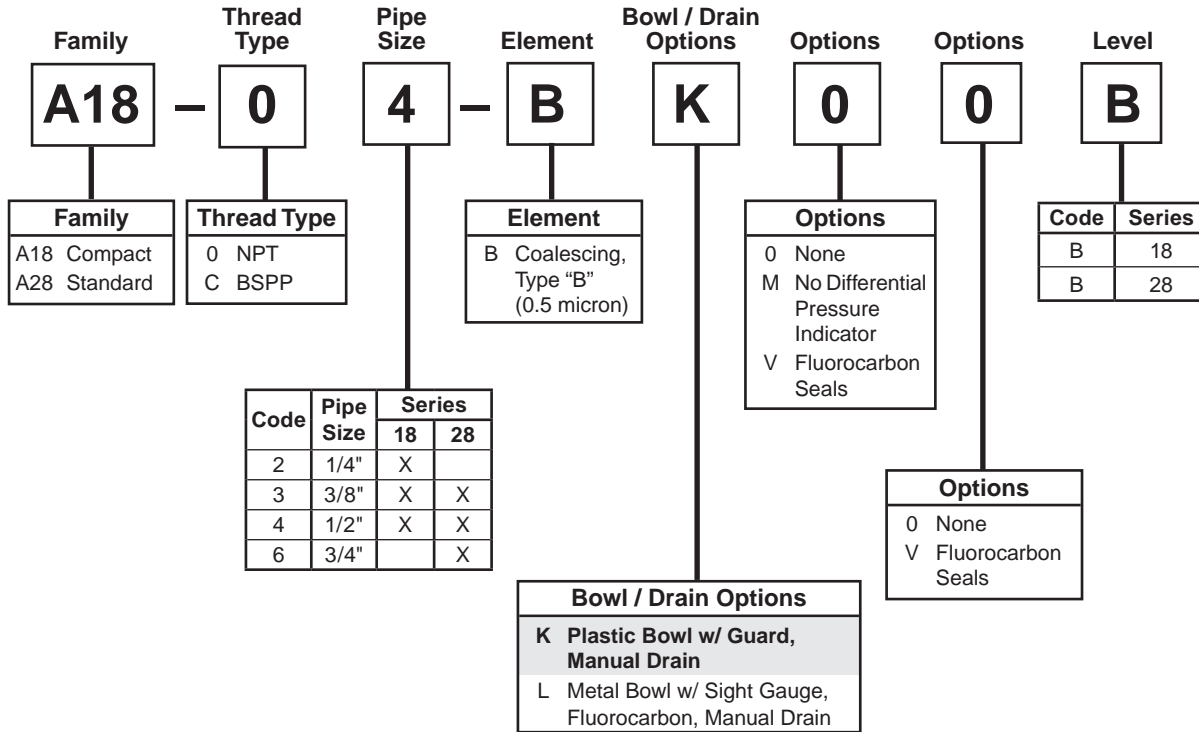 Family
Thread
Type
Pipe
Size
Element
Bowl / Drain
Options
Options
Options
Level
A18 – 0 4 – B K 0 0 B
Family
A18 Compact
A28 Standard
Thread Type
0 NPT
C BSPP
Element
B Coalescing,
Type “B”
(0.5 micron)
Options
0 None
M No Differential
Pressure
Indicator
V Fluorocarbon
Seals
Code Series
B 18
B 28
Code Pipe Size Series
18 28
2 1/4" X
3 3/8" X X
4 1/2" X X
6 3/4" X
Options
0 None
V Fluorocarbon
Seals
Bowl / Drain Options
K Plastic Bowl w/ Guard,
Manual Drain
L Metal Bowl w/ Sight Gauge,
Fluorocarbon, Manual Drain